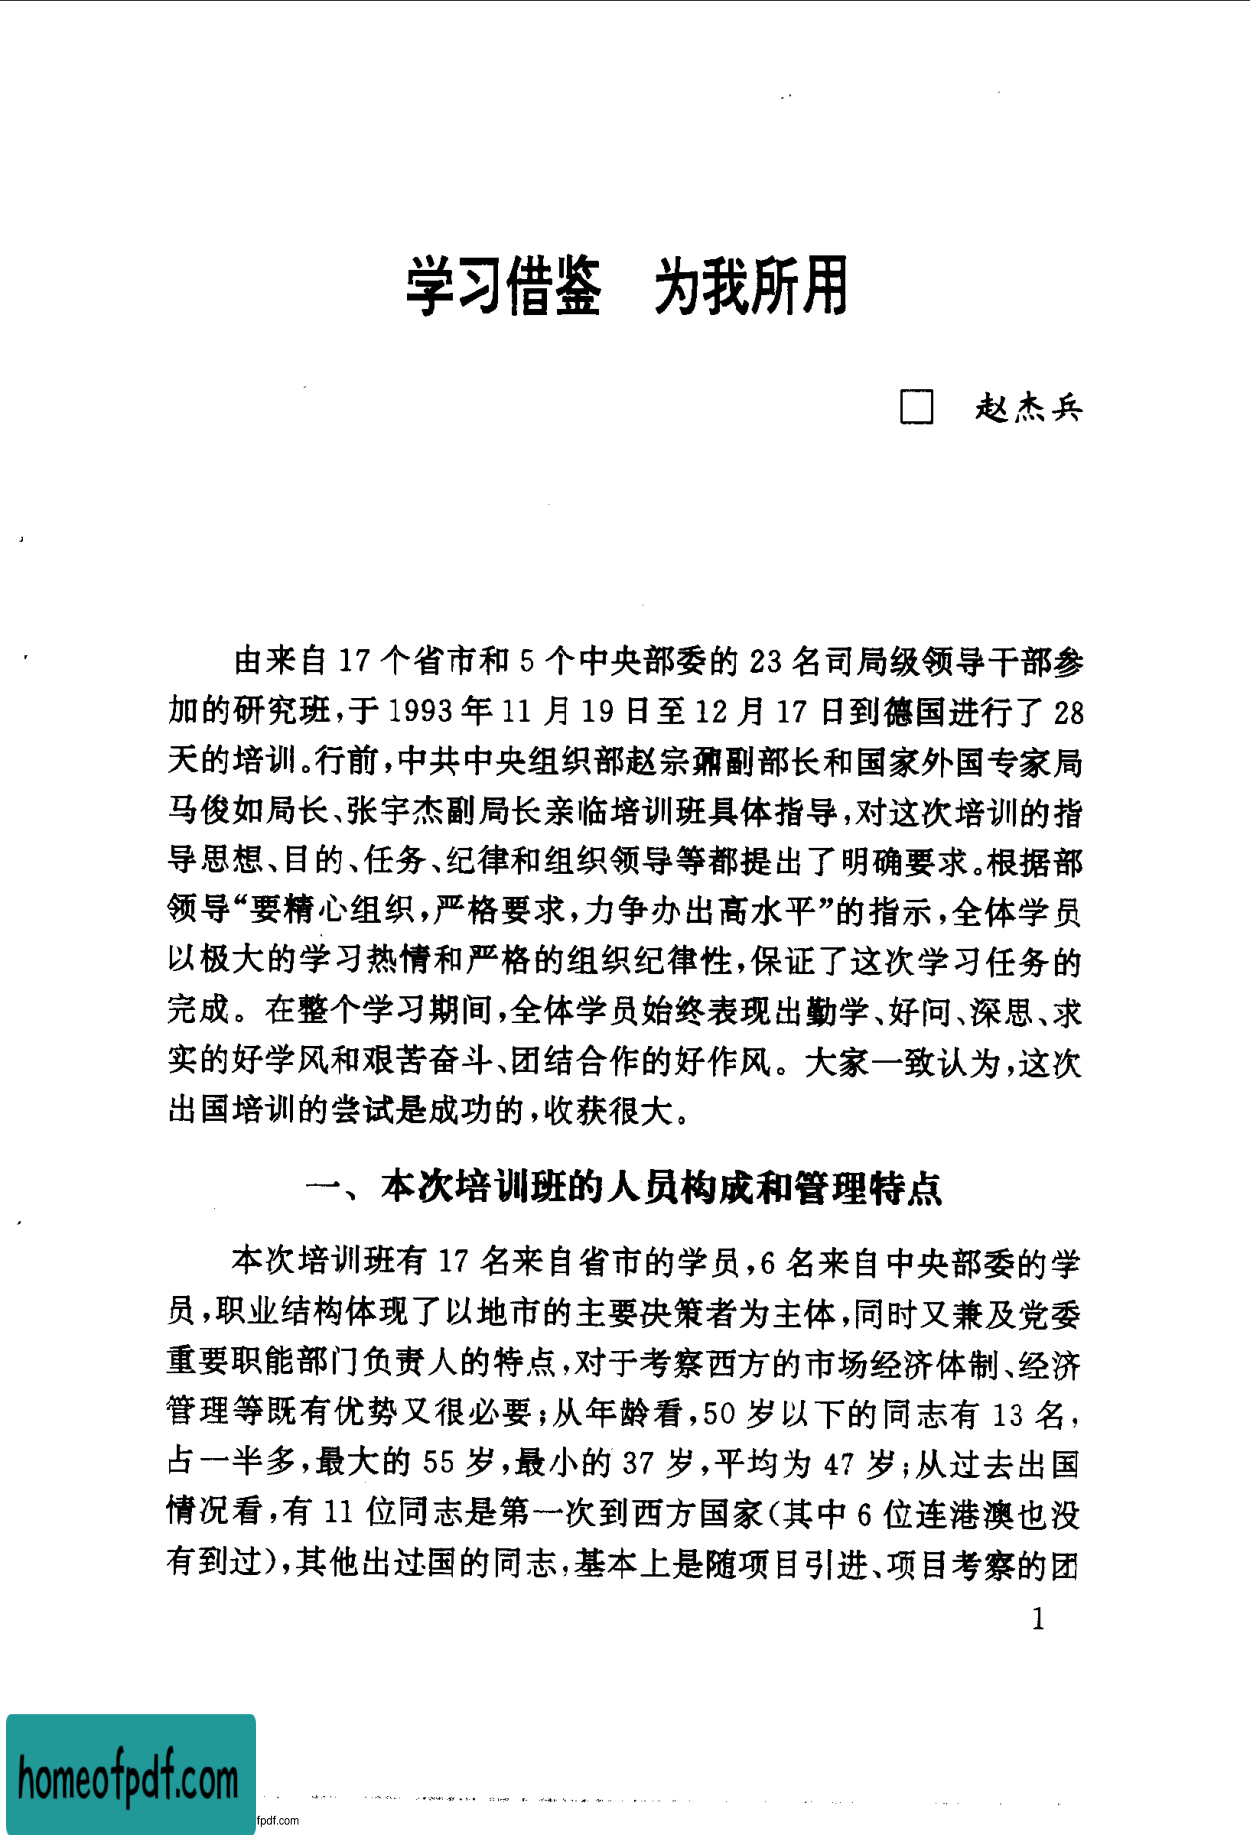 学习借鉴 为我所用
□ 赵杰兵
由来自 17 个省市和 5 个中央部委的 23 名司局级领导干部参
加的研究班,于 1993 年 11 月 19 日至 12 月 17 日到德国进行了 28
天的培训。行前,中共中央组织部赵宗鼐副部长和国家外国专家局
马俊如局长、张宇杰副局长亲临培训班具体指导,对这次培训的指
导思想、目的、任务、纪律和组织领导等都提出了明确要求。根据部
领导“要精心组织,严格要求,力争办出高水平”的指示,全体学员
以极大的学习热情和严格的组织纪律性,保证了这次学习任务的
完成。在整个学习期间,全体学员始终表现出勤学、好问、深思、求
实的好学风和艰苦奋斗、团结合作的好作风。大家一致认为,这次
出国培训的尝试是成功的,收获很大。
一、本次培训班的人员构成和管理特点
本次培训班有 17 名来自省市的学员,6 名来自中央部委的学
员,职业结构体现了以地市的主要决策者为主体,同时又兼及党委
重要职能部门负责人的特点,对于考察西方的市场经济体制、经济
管理等既有优势又很必要;从年龄看,50 岁以下的同志有 13 名,
占一半多,最大的 55 岁,最小的 37 岁,平均为 47 岁;从过去出国
情况看,有 11 位同志是第一次到西方国家(其中 6 位连港澳也没
有到过),其他出过国的同志,基本上是随项目引进、项目考察的团
1
homeofpdf.com
fpdf.com